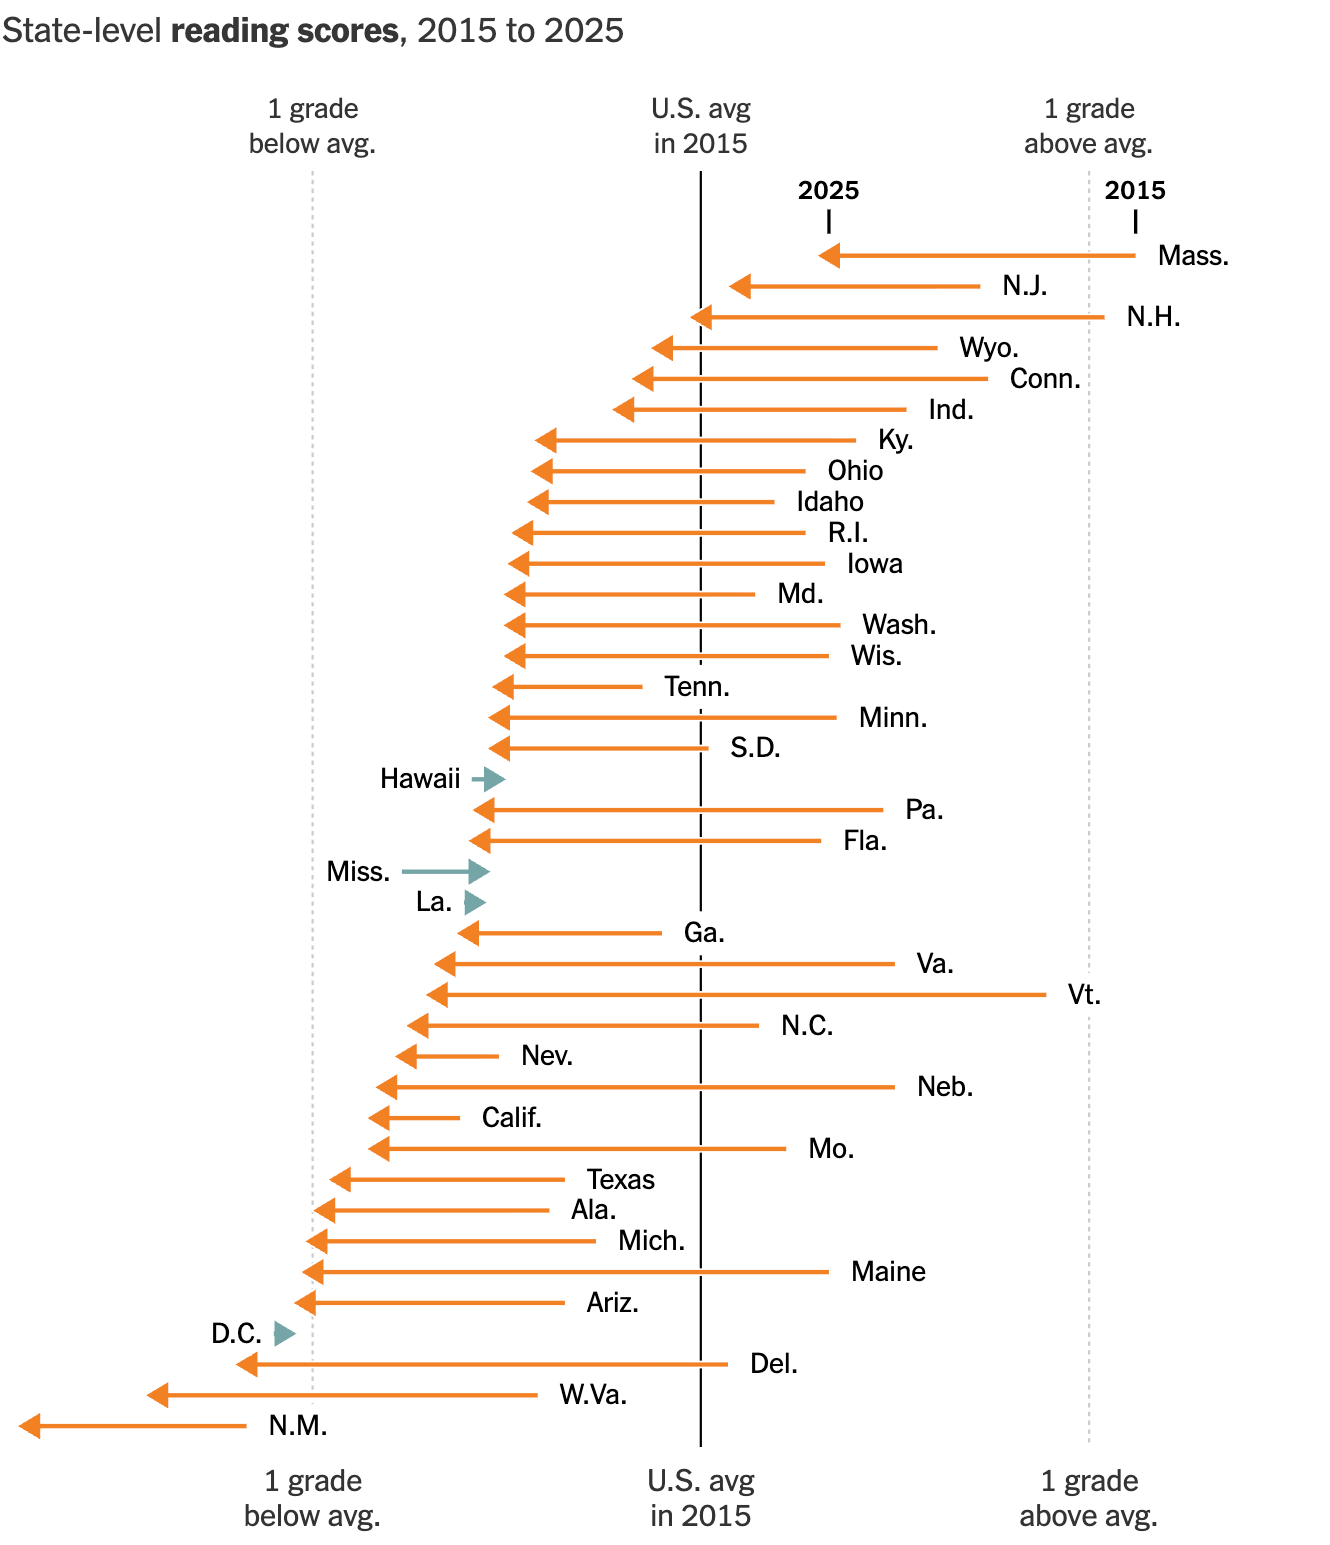 State-level reading scores, 2015 to 2025
1 grade
below avg.
U.S. avg
in 2015
1 grade
above avg.
2025
2015
Mass.
N.J.
N.H.
Wyo.
Conn.
Ind.
Ky.
Ohio
Idaho
R.I.
Iowa
Md.
Wash.
Wis.
Tenn.
Minn.
S.D.
Hawaii
Pa.
Fla.
Miss.
La.
Ga.
Va.
Vt.
N.C.
Nev.
Neb.
Calif.
Mo.
Texas
Ala.
Mich.
Maine
Ariz.
D.C.
Del.
W.Va.
N.M.
1 grade
below avg.
U.S. avg
in 2015
1 grade
above avg.